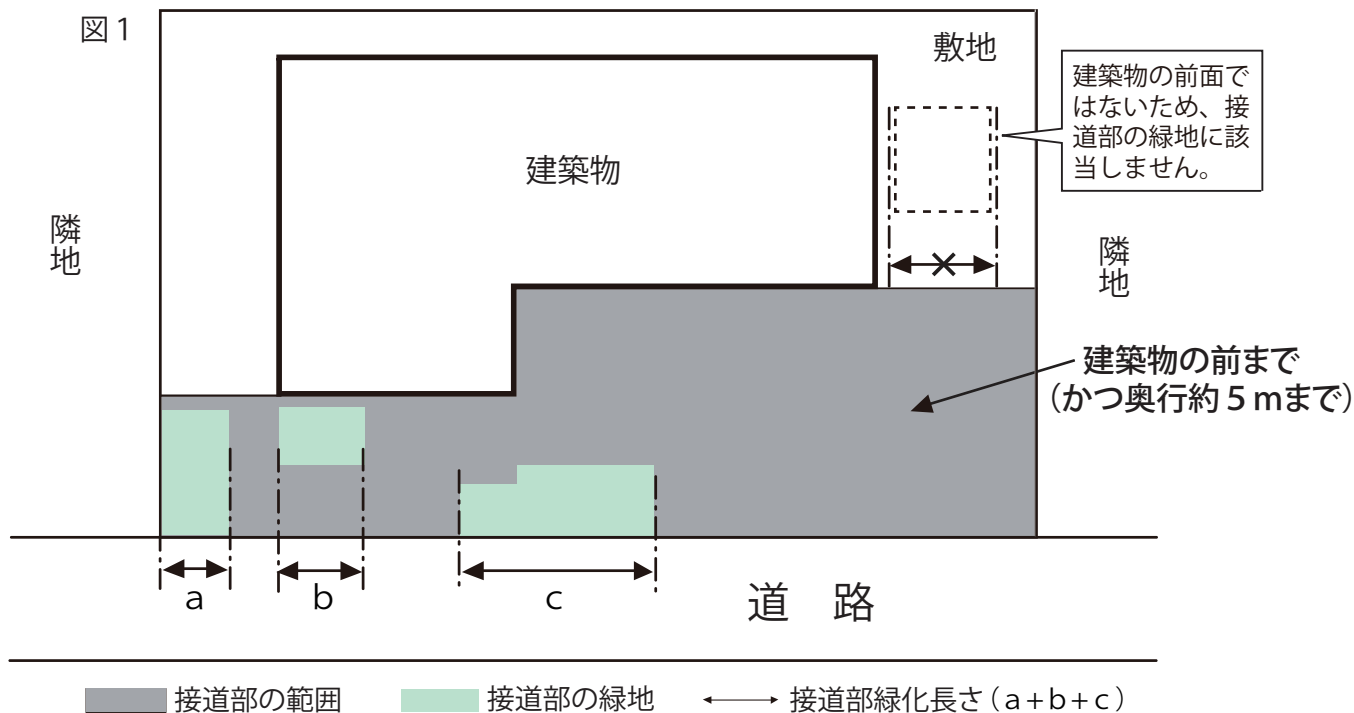 図1
敷地
建築物の前面で
はないため、接
道部の緑地に該
当しません。
建築物
隣地
隣地
建築物の前まで
（かつ奥行約5mまで）
a
b
c
道 路
接道部の範囲
接道部の緑地
接道部緑化長さ（a+b+c）